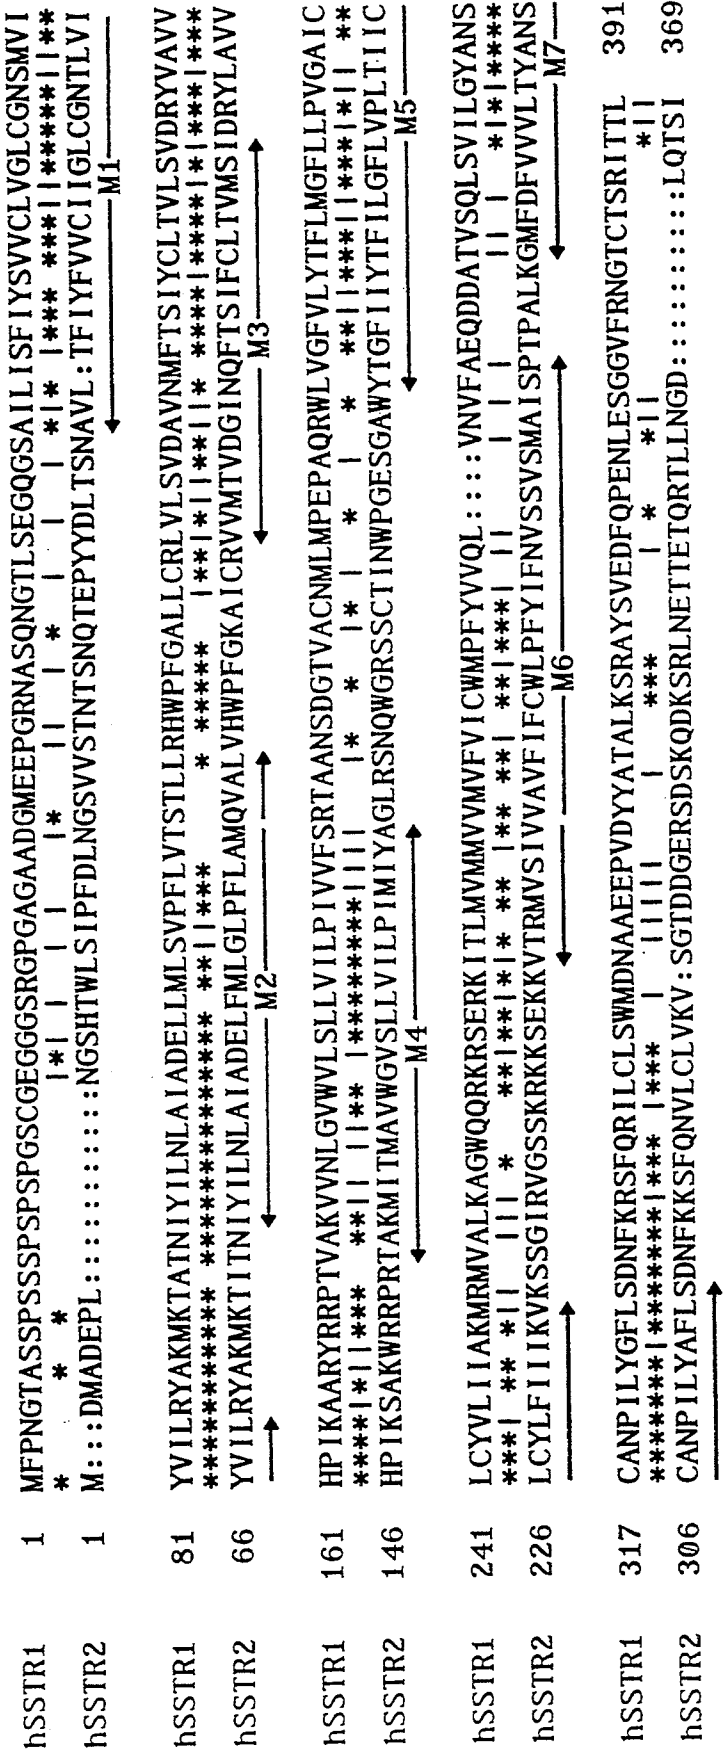 hSSTR1 1 MFPNGTASSPSSSPSPSPGSCGEGGGSRGPGAGAADGMEEPGRNASQNGTLSEGQGSAILISFIYSVVCLVGLCGNSMVI
* * * |*| | | | |* || | * | | | *|* |*** ***|***||*****||**
hSSTR2 1 M:::DMADEPL:::::::::::NGSHTWLSIPFDLNGSVVSTNTSNQTEPYYDLTSNAVL:TFIYFVVCIIGLCGNTLVI
M1
hSSTR1 81 YVILRYAKMKTATNIYILNLAIADELLMLSVPFLVTSTLLRHWPFGALLCRLVLSVDAVNMFTSIYCLTVLSVDRYVAVV
*********** ************** **||*** * ***** |**|*||**||* ****|****|*|***|***
hSSTR2 66 YVILRYAKMKTITNIYILNLAIADELFMLGLPFLAMQVALVHWPFGKAICRVVMTVDGINQFTSIFCLTVMSIDRYLAVV
M2 M3
hSSTR1 161 HPIKAARYRRPTVAKVVNLGVWVLSLLVILPIVVFSRTAANSDGTVACNMLMPEPAQRWLVGFVLYTFLMGFLLPVGAIC
****|*||*** **|| ||** |********|||| |* * |* * | * **||***||***|*|| **
hSSTR2 146 HPIKSAKWRRPRTAKMITMAVWGVSLLVILPIMIYAGLRSNQWGRSSCTINWPGESGAWYTGFIIYTFILGFLVPLTIIC
M4 M5
hSSTR1 241 LCYVLIIAKMRMVALKAGWQQRKRSERKITLMVMMVVMVFVICWMPFYVVQL::::VNVFAEQDDATVSQLSVILGYANS
***| ** *|| ||| * **|**|*|* ** |** *** **|***| || | | | || | *|*|****
hSSTR2 226 LCYLFIIIKVKSSGIRVGSSKRKKSEKKVTRMVSIVVAVFIFCWLPFYIFNVSSVSMAISPTPALKGMFDFVVVLTYANS
M6 M7
hSSTR1 317 CANPILYGFLSDNFKRSFQRILCLSWMDNAAEEPVDYYATALKSRAYSVEDFQPENLESGGVFRNGTCTSRITTL 391
*******|*******|*** |*** | ||||| | *** | * *|| *||
hSSTR2 306 CANPILYAFLSDNFKKSFQNVLCLVKV:SGTDDGERSDSKQDKSRLNETTETQRTLLNGD::::::::::LQTSI 369